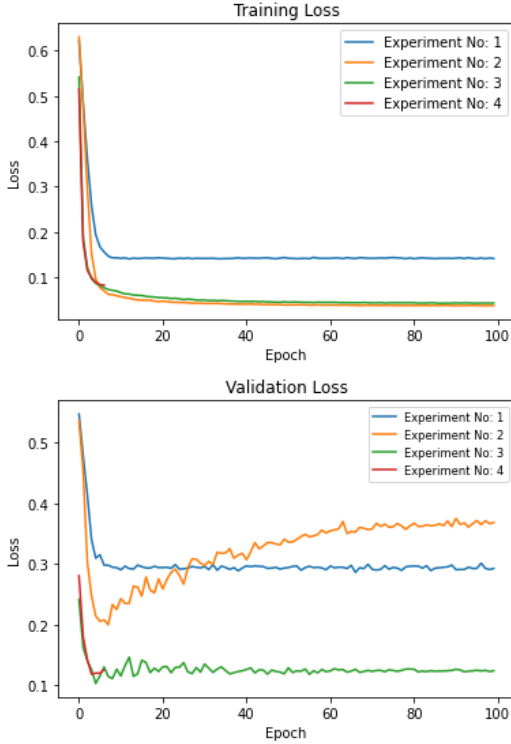 Training Loss
Experiment No: 1
Experiment No: 2
Experiment No: 3
Experiment No: 4
0.6
0.5
0.4
0.3
0.2
0.1
Loss
0 20 40 60 80 100
Epoch
Validation Loss
Experiment No: 1
Experiment No: 2
Experiment No: 3
Experiment No: 4
0.5
0.4
0.3
0.2
0.1
Loss
0 20 40 60 80 100
Epoch